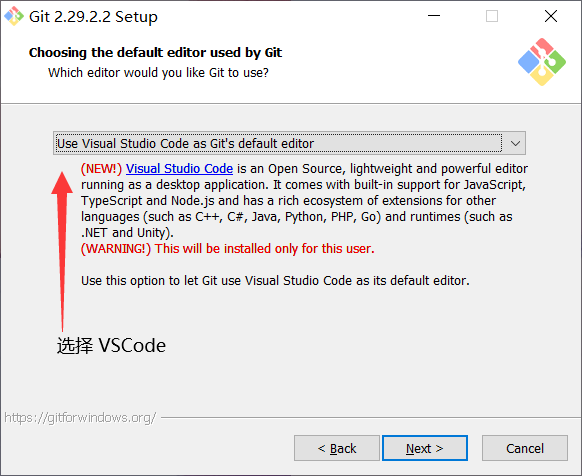 Git 2.29.2.2 Setup
Choosing the default editor used by Git
Which editor would you like Git to use?
Use Visual Studio Code as Git's default editor
(NEW!) Visual Studio Code is an Open Source, lightweight and powerful editor
running as a desktop application. It comes with built-in support for JavaScript,
TypeScript and Node.js and has a rich ecosystem of extensions for other
languages (such as C++, C#, Java, Python, PHP, Go) and runtimes (such as
.NET and Unity).
(WARNING!) This will be installed only for this user.
Use this option to let Git use Visual Studio Code as its default editor.
选择 VSCode
https://gitforwindows.org/
< Back
Next >
Cancel